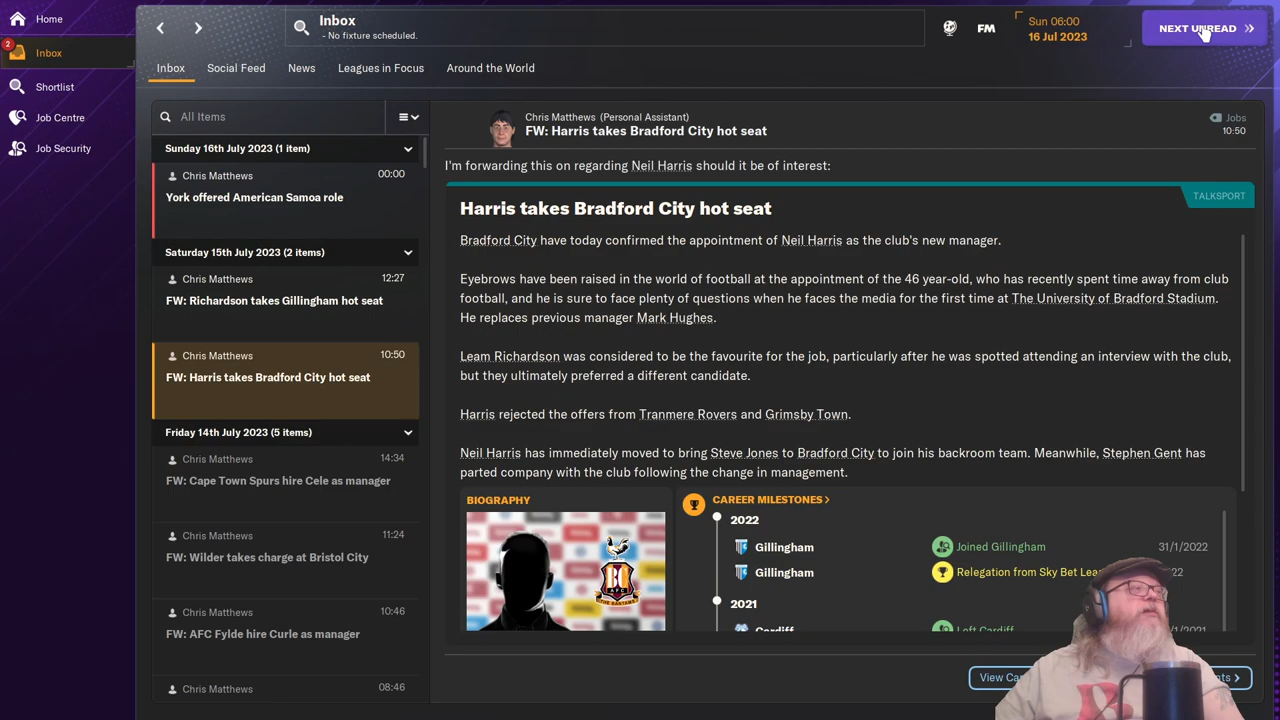 Home
2
Inbox
Shortlist
Job Centre
Job Security
Inbox
- No fixture scheduled.
FM
Sun 06:00
16 Jul 2023
NEXT UNREAD
Inbox
Social Feed
News
Leagues in Focus
Around the World
All Items
Sunday 16th July 2023 (1 item)
Chris Matthews
00:00
York offered American Samoa role
Saturday 15th July 2023 (2 items)
Chris Matthews
12:27
FW: Richardson takes Gillingham hot seat
Chris Matthews
10:50
FW: Harris takes Bradford City hot seat
Friday 14th July 2023 (5 items)
Chris Matthews
14:34
FW: Cape Town Spurs hire Cele as manager
Chris Matthews
11:24
FW: Wilder takes charge at Bristol City
Chris Matthews
10:46
FW: AFC Fylde hire Curle as manager
Chris Matthews
08:46
Chris Matthews (Personal Assistant)
FW: Harris takes Bradford City hot seat
Jobs
10:50
I'm forwarding this on regarding Neil Harris should it be of interest:
TALKSPORT
Harris takes Bradford City hot seat
Bradford City have today confirmed the appointment of Neil Harris as the club's new manager.
Eyebrows have been raised in the world of football at the appointment of the 46 year-old, who has recently spent time away from club
football, and he is sure to face plenty of questions when he faces the media for the first time at The University of Bradford Stadium.
He replaces previous manager Mark Hughes.
Leam Richardson was considered to be the favourite for the job, particularly after he was spotted attending an interview with the club,
but they ultimately preferred a different candidate.
Harris rejected the offers from Tranmere Rovers and Grimsby Town.
Neil Harris has immediately moved to bring Steve Jones to Bradford City to join his backroom team. Meanwhile, Stephen Gent has
parted company with the club following the change in management.
BIOGRAPHY
BC
AFC
THE BANTAMS
CAREER MILESTONES
2022
Gillingham
Joined Gillingham
31/1/2022
Gillingham
Relegation from Sky Bet
2021
Cardiff
Left Cardiff
View